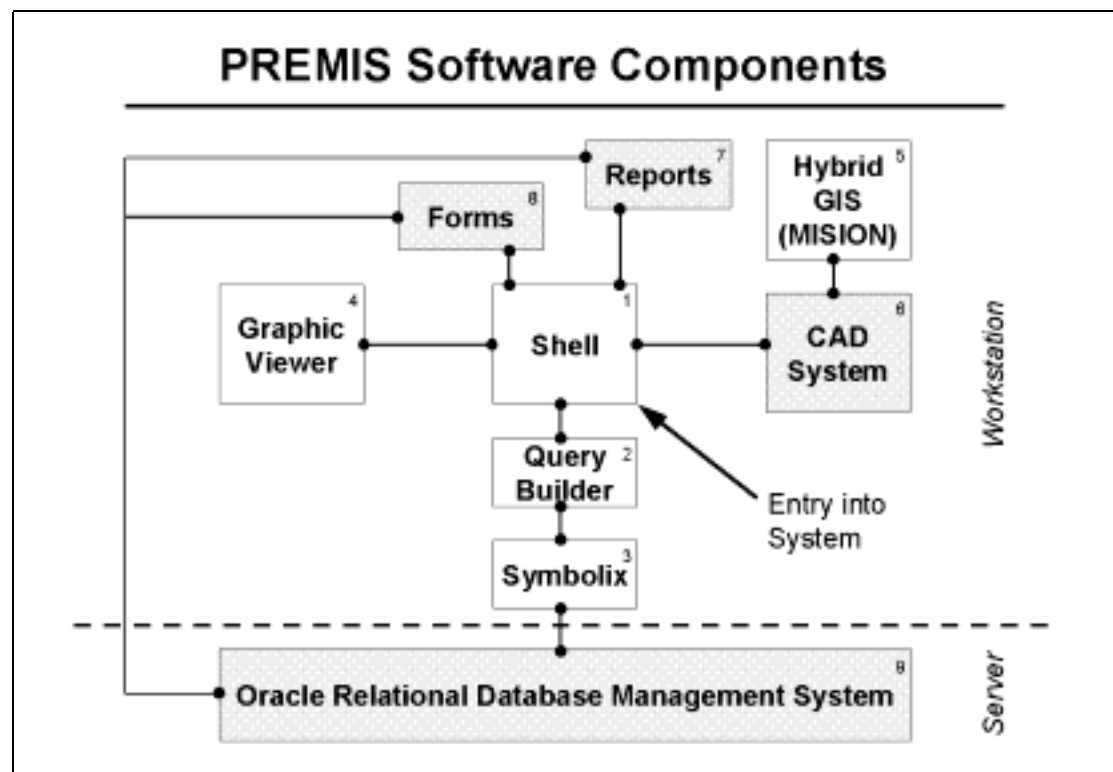 PREMIS Software Components
7
Reports
5
Hybrid
GIS
(MISION)
8
Forms
4
Graphic
Viewer
1
Shell
6
CAD
System
Workstation
2
Query
Builder
Entry into
System
3
Symbolix
9
Oracle Relational Database Management System
Server